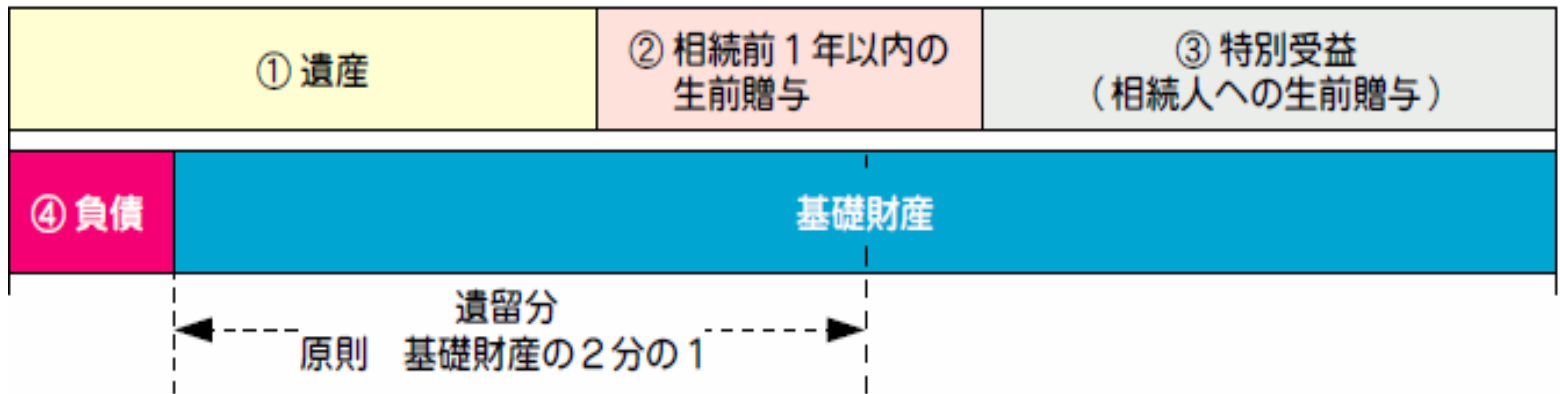 ① 遺産
② 相続前１年以内の
生前贈与
③ 特別受益
（相続人への生前贈与）
④ 負債
基礎財産
遺留分
原則　基礎財産の２分の１